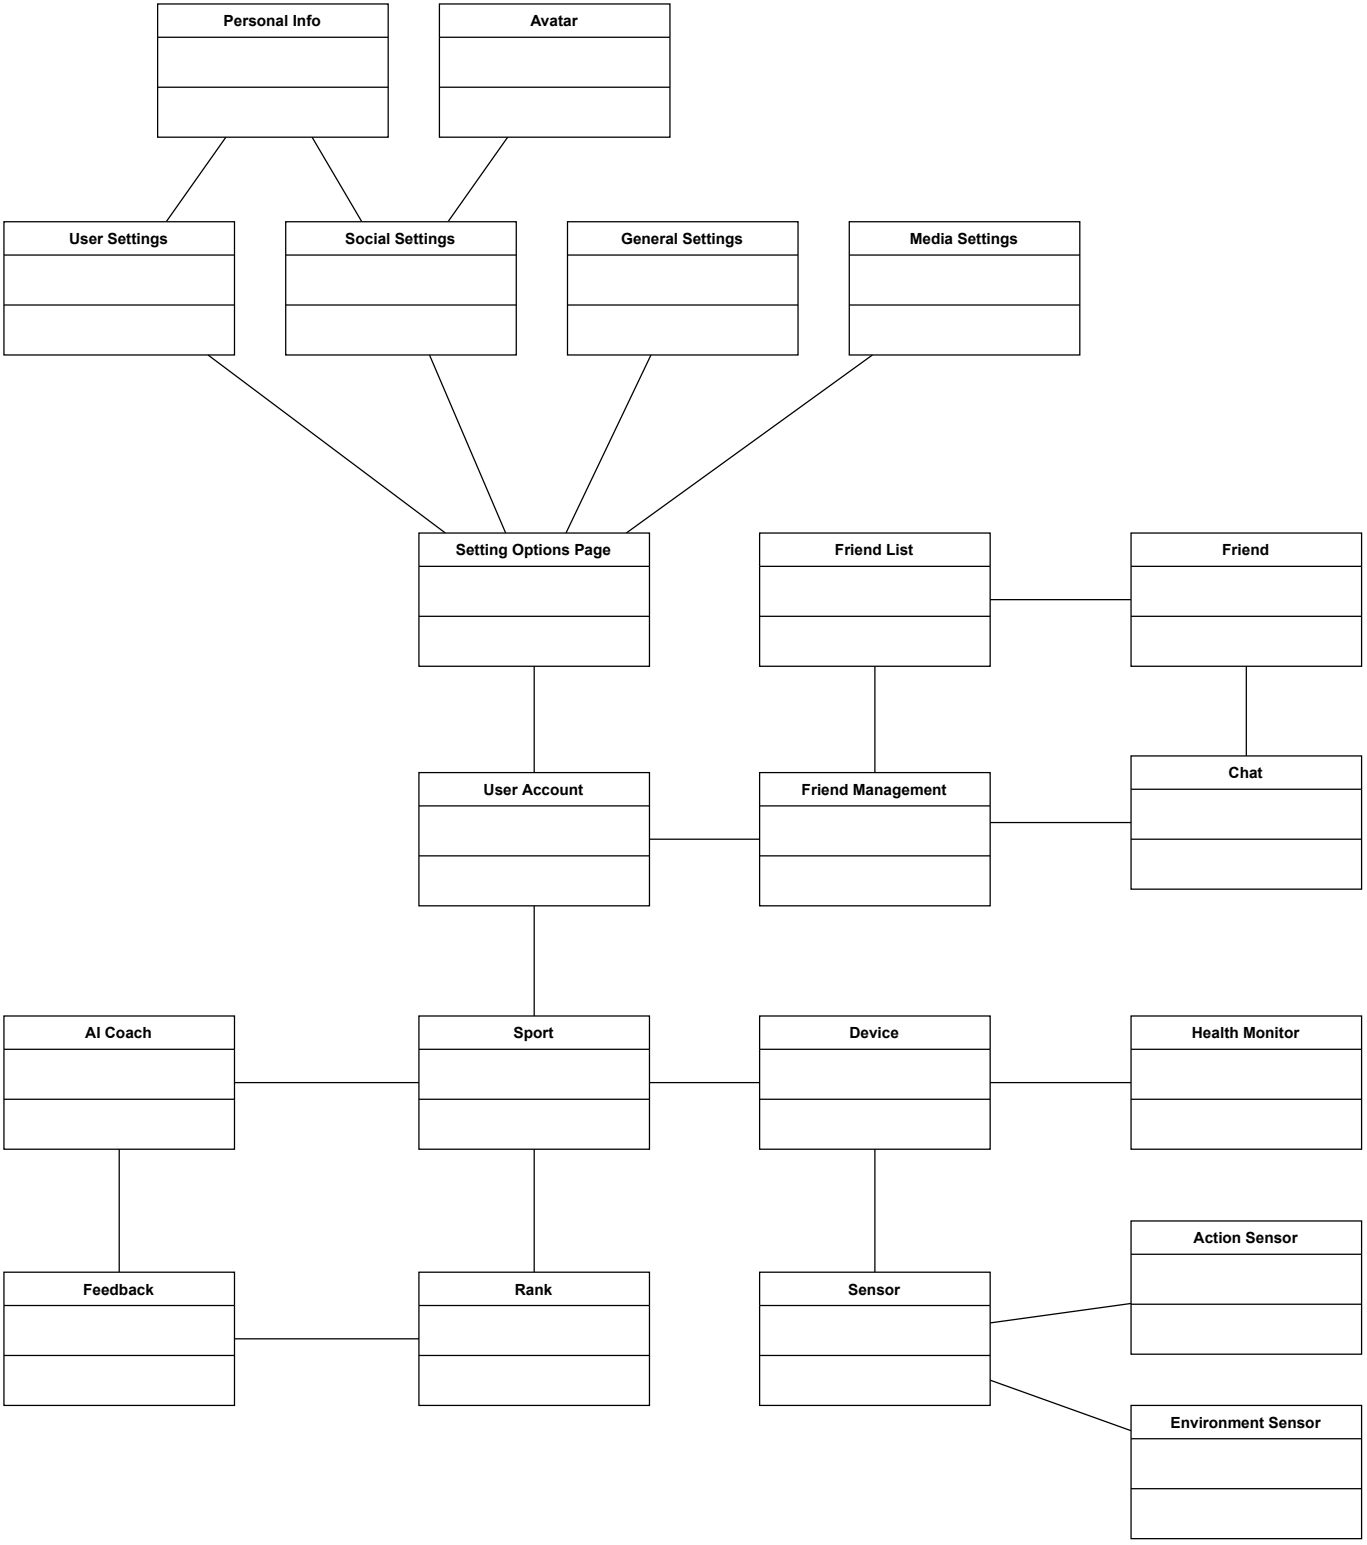 Personal Info
Avatar
User Settings
Social Settings
General Settings
Media Settings
Setting Options Page
Friend List
Friend
User Account
Friend Management
Chat
AI Coach
Sport
Device
Health Monitor
Action Sensor
Feedback
Rank
Sensor
Environment Sensor